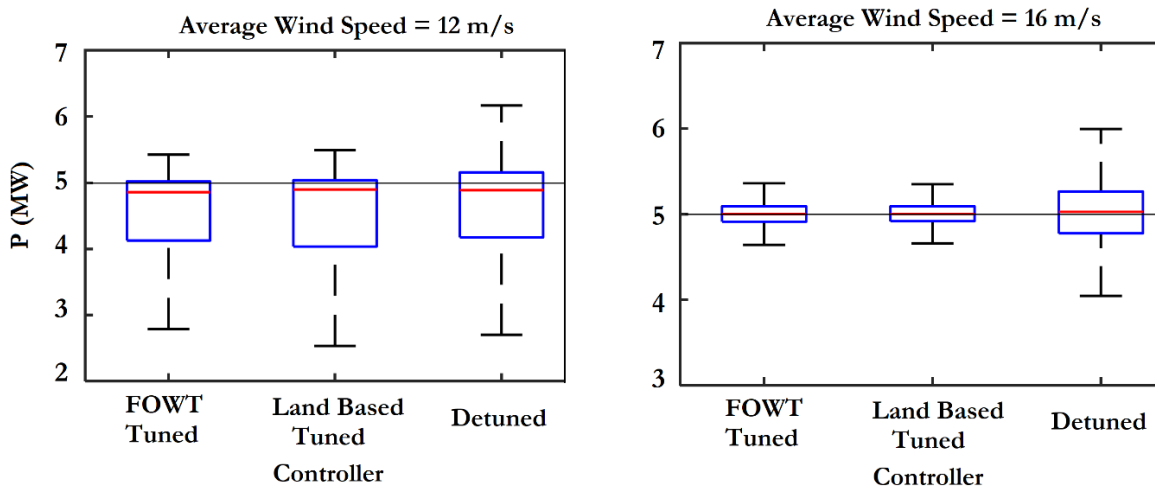 Average Wind Speed = 12 m/s
P (MW)
7
6
5
4
3
2
FOWT
Tuned
Land Based
Tuned
Detuned
Controller
Average Wind Speed = 16 m/s
7
6
5
4
3
FOWT
Tuned
Land Based
Tuned
Detuned
Controller